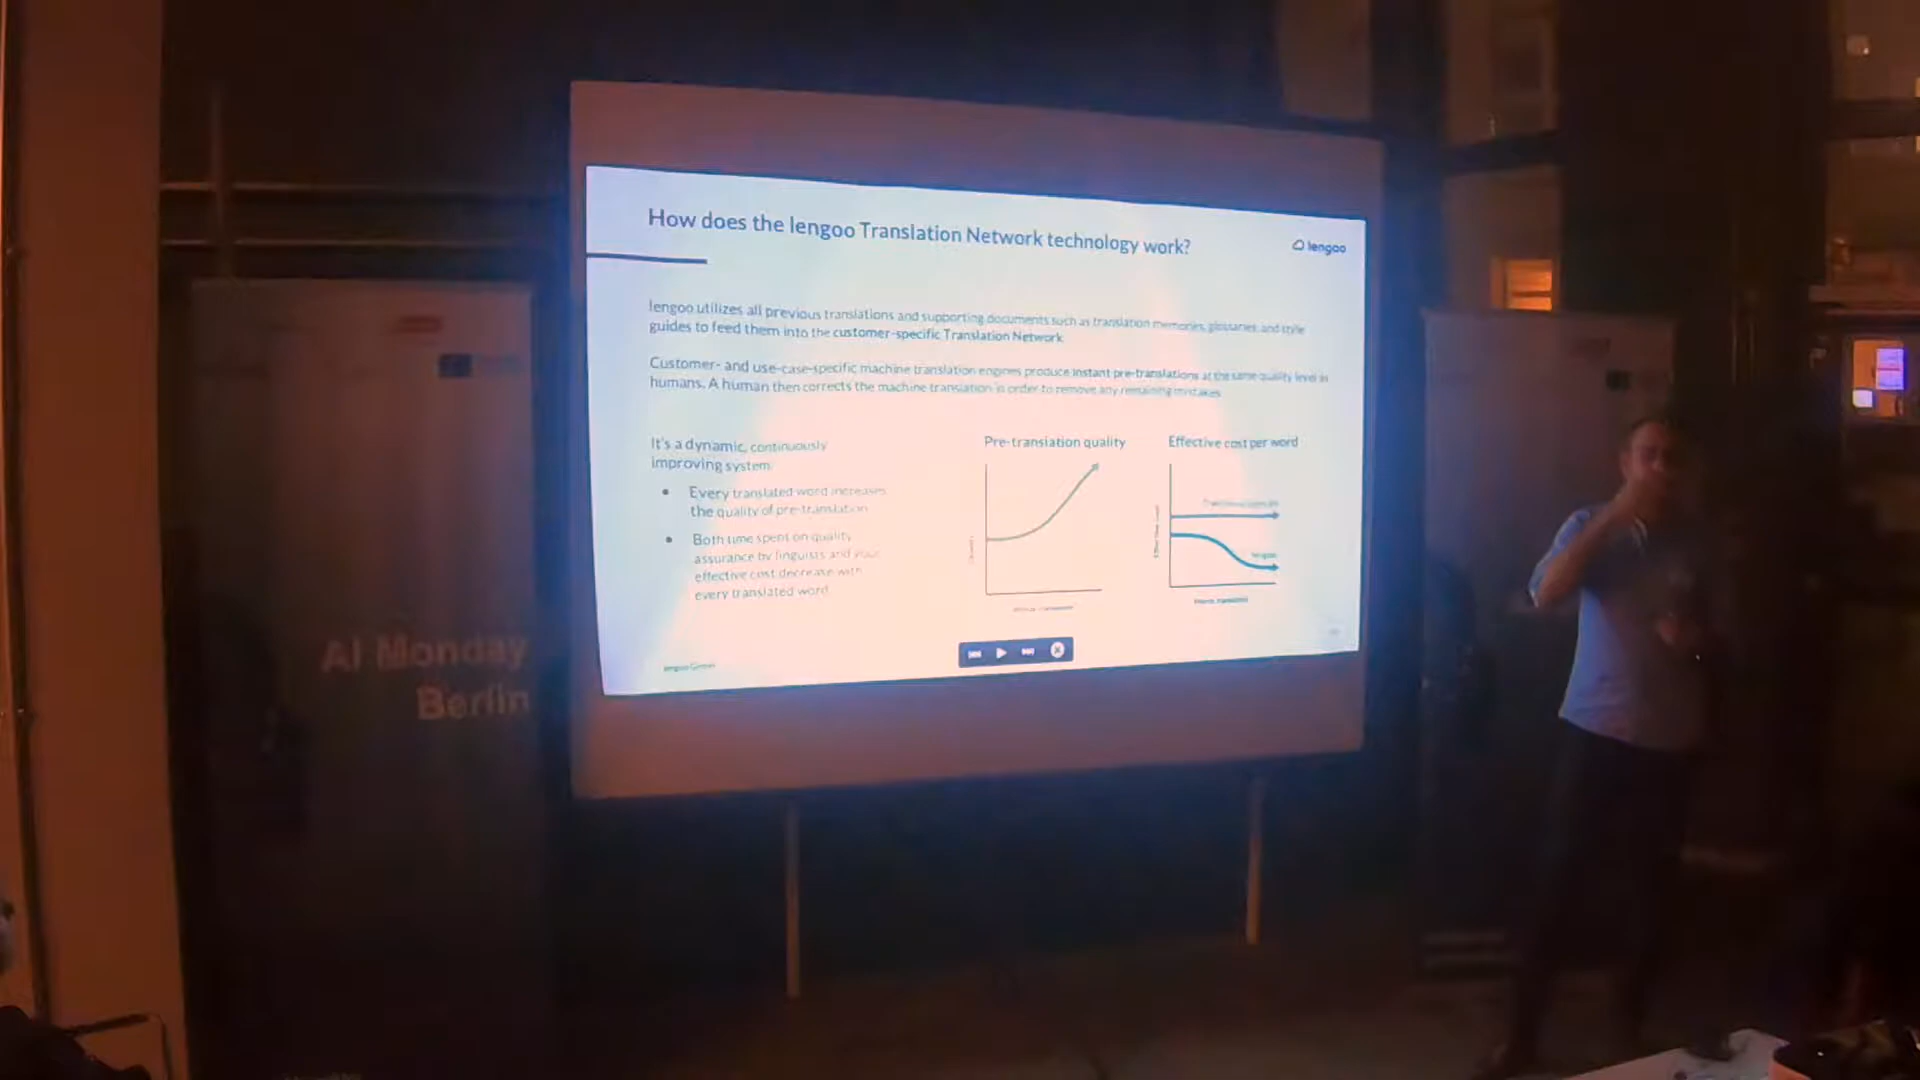 How does the lengoo Translation Network technology work?
lengoo
lengoo utilizes all previous translations and supporting documents such as translation memories, glossaries, and style
guides to feed them into the customer-specific Translation Network
Customer- and use-case-specific machine translation engines produce instant pre-translations at the same quality level as
humans. A human then corrects the machine translation in order to remove any remaining mistakes
It's a dynamic, continuously
improving system.
• Every translated word increases
the quality of pre-translation
• Both time spent on quality
assurance by linguists and your
effective cost decrease with
every translated word
Pre-translation quality
Effective cost per word
lengoo
Words translated
AI Monday
Berlin